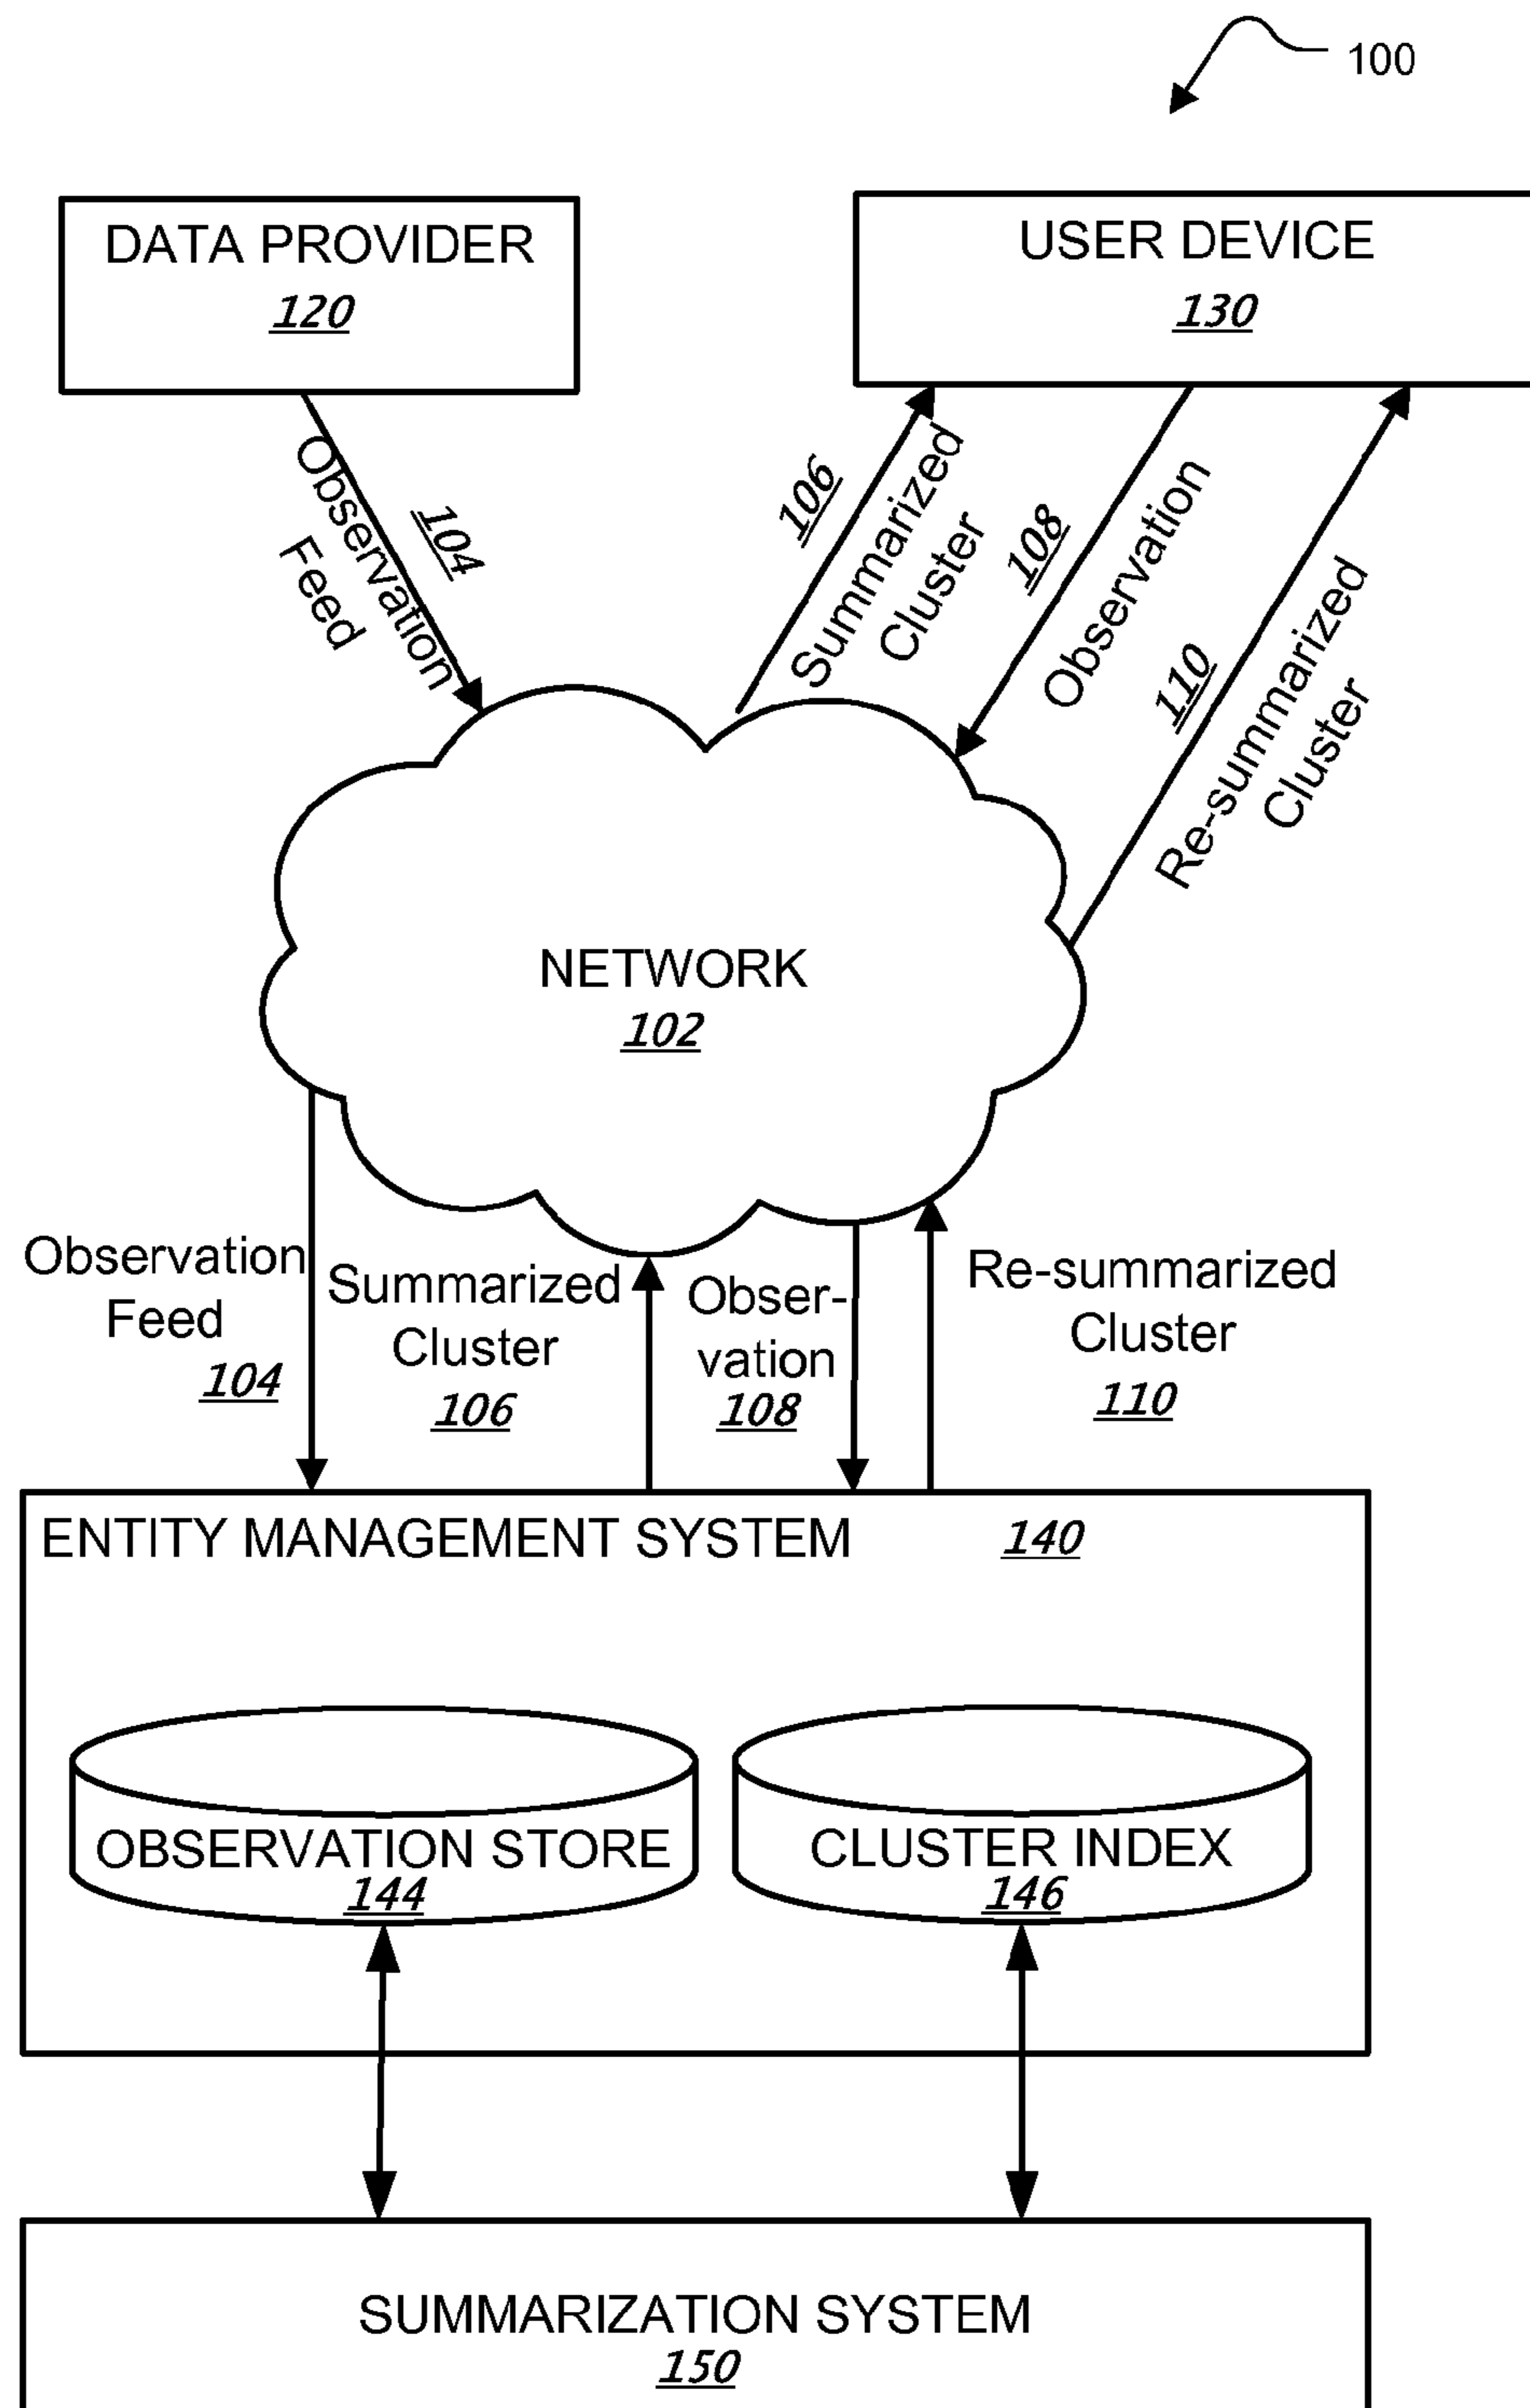 100
DATA PROVIDER
120
USER DEVICE
130
Observation
Feed
104
106
Summarized
Cluster
108
Observation
110
Re-summarized
Cluster
NETWORK
102
Observation
Feed
104
Summarized
Cluster
106
Obser-
vation
108
Re-summarized
Cluster
110
ENTITY MANAGEMENT SYSTEM 140
OBSERVATION STORE
144
CLUSTER INDEX
146
SUMMARIZATION SYSTEM
150